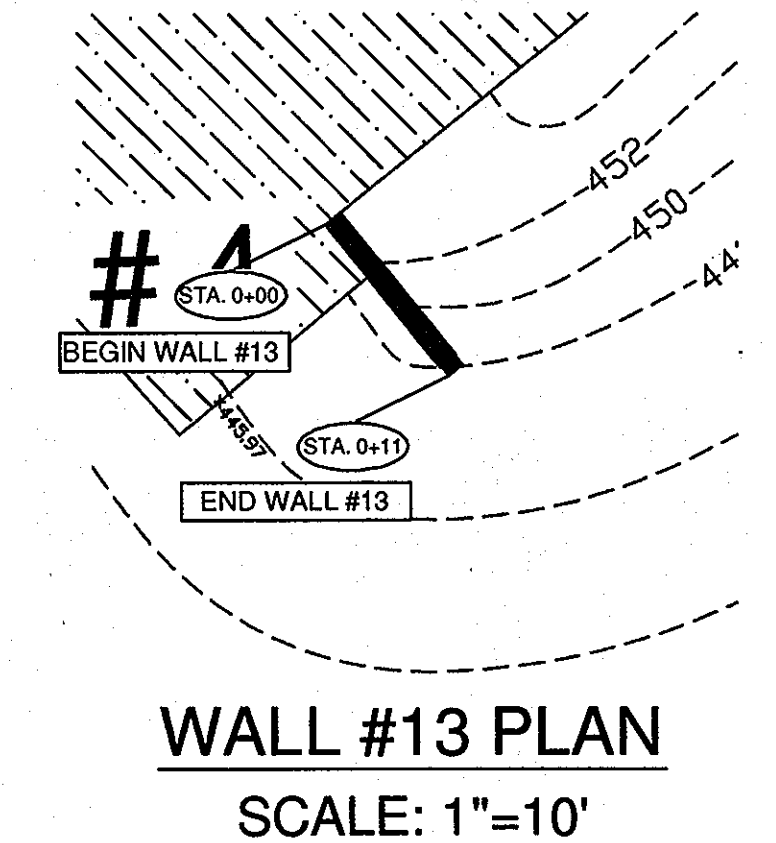 452
450
# 4
STA. 0+00
BEGIN WALL #13
445.97
STA. 0+11
END WALL #13
WALL #13 PLAN
SCALE: 1"=10'